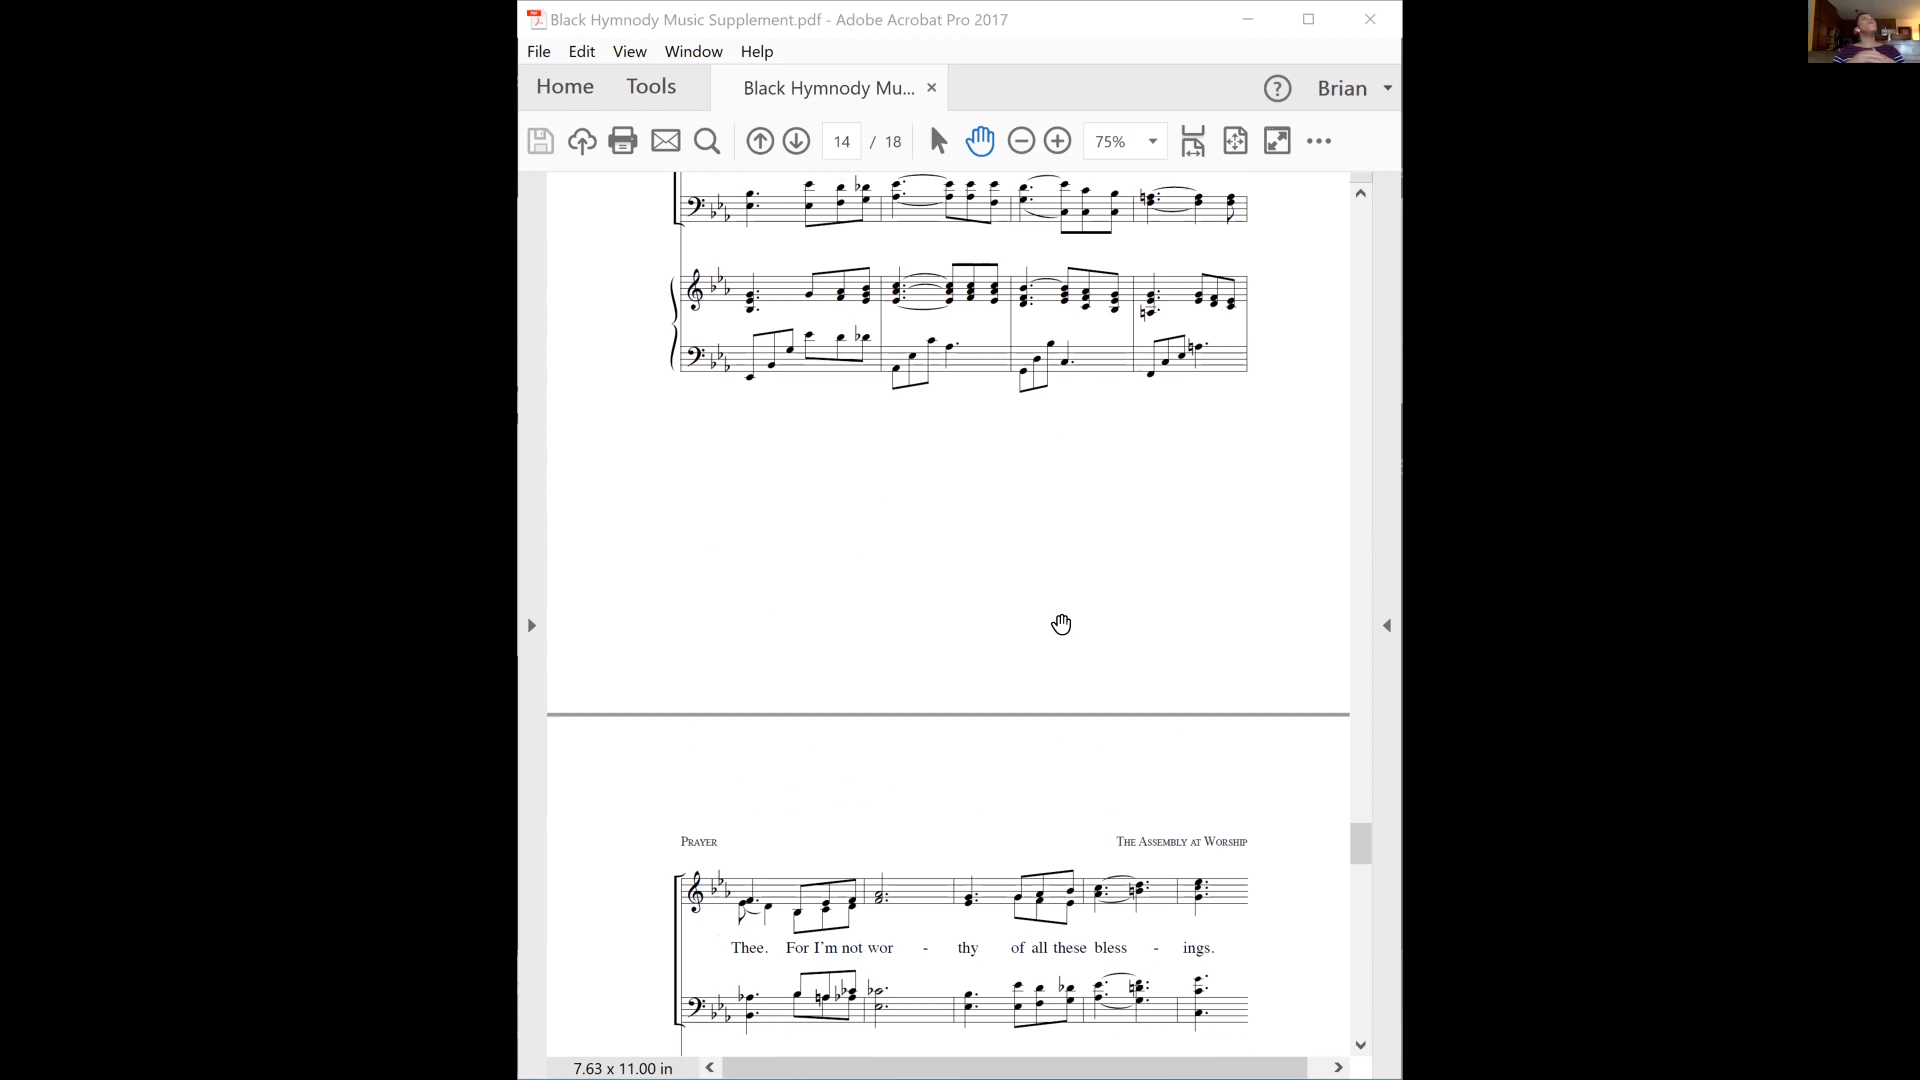 Black Hymnody Music Supplement.pdf - Adobe Acrobat Pro 2017
File Edit View Window Help
Home Tools Black Hymnody Mu... Brian
14 / 18 75%
PRAYER THE ASSEMBLY AT WORSHIP
Thee. For I'm not wor - thy of all these bless - ings.
7.63 x 11.00 in